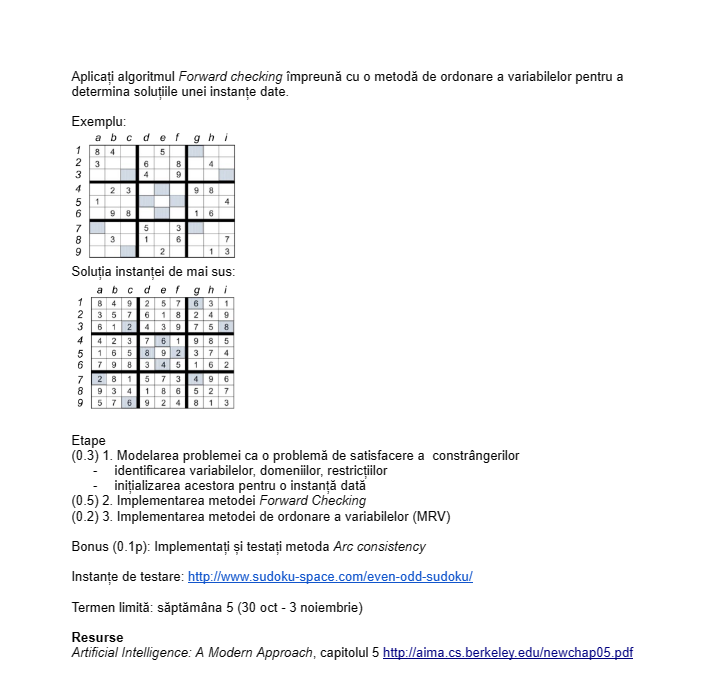 Aplicați algoritmul Forward checking împreună cu o metodă de ordonare a variabilelor pentru a
determina soluțiile unei instanțe date.
Exemplu:
a b c d e f g h i
1 8 4 5
2 3 6 8 4
3 4 9
4 2 3 9 8
5 1 4
6 9 8 1 6
7 5 3
8 3 1 6 7
9 2 1 3
Soluția instanței de mai sus:
a b c d e f g h i
1 8 4 9 2 5 7 6 3 1
2 3 5 7 6 1 8 2 4 9
3 6 1 2 4 3 9 7 5 8
4 4 2 3 7 6 1 9 8 5
5 1 6 5 8 9 2 3 7 4
6 7 9 8 3 4 5 1 6 2
7 2 8 1 5 7 3 4 9 6
8 9 3 4 1 8 6 5 2 7
9 5 7 6 9 2 4 8 1 3
Etape
(0.3) 1. Modelarea problemei ca o problemă de satisfacere a constrângerilor
- identificarea variabilelor, domeniilor, restricțiilor
- inițializarea acestora pentru o instanță dată
(0.5) 2. Implementarea metodei Forward Checking
(0.2) 3. Implementarea metodei de ordonare a variabilelor (MRV)
Bonus (0.1p): Implementați și testați metoda Arc consistency
Instanțe de testare: http://www.sudoku-space.com/even-odd-sudoku/
Termen limită: săptămâna 5 (30 oct - 3 noiembrie)
Resurse
Artificial Intelligence: A Modern Approach, capitolul 5 http://aima.cs.berkeley.edu/newchap05.pdf